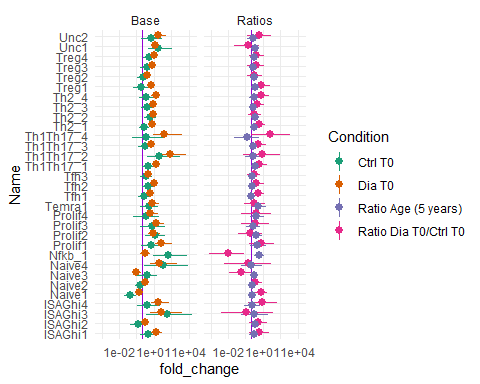 Base Ratios
Unc2
Unc1
Treg4
Treg3
Treg2
Treg1
Th2_4
Th2_3
Th2_2
Th2_1
Th1Th17_4
Th1Th17_3
Th1Th17_2
Th1Th17_1
Tfh3
Tfh2
Tfh1
Temra1
Prolif4
Prolif3
Prolif2
Prolif1
Nfkb_1
Naive4
Naive3
Naive2
Naive1
ISAGhi4
ISAGhi3
ISAGhi2
ISAGhi1
Name
1e-021e+011e+04 1e-021e+011e+04
fold_change
Condition
Ctrl T0
Dia T0
Ratio Age (5 years)
Ratio Dia T0/Ctrl T0